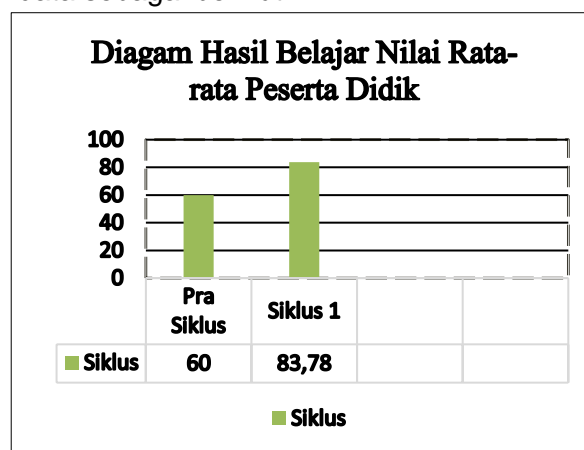 Diagam Hasil Belajar Nilai Rata-
rata Peserta Didik
100
80
60
40
20
0
Pra
Siklus
Siklus 1
Siklus
60
83,78
Siklus